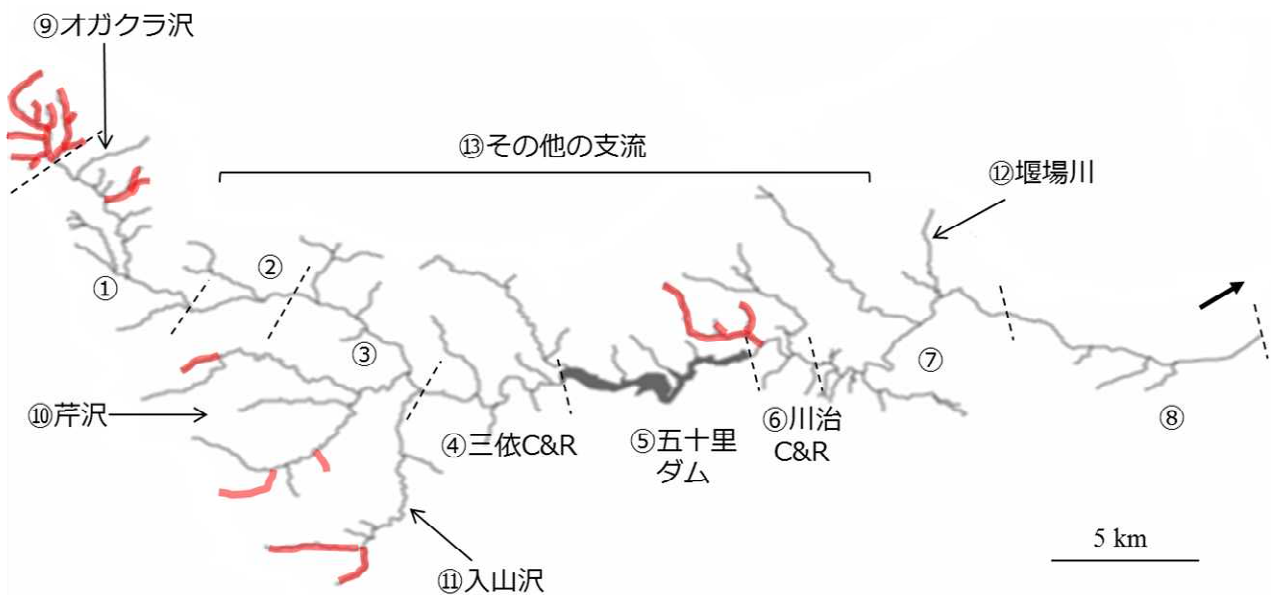 ⑨オガクラ沢
⑬その他の支流
⑫堰場川
②
①
③
⑦
⑩芹沢
④三依C&R
⑤五十里
ダム
⑥川治
C&R
⑧
5 km
⑪入山沢